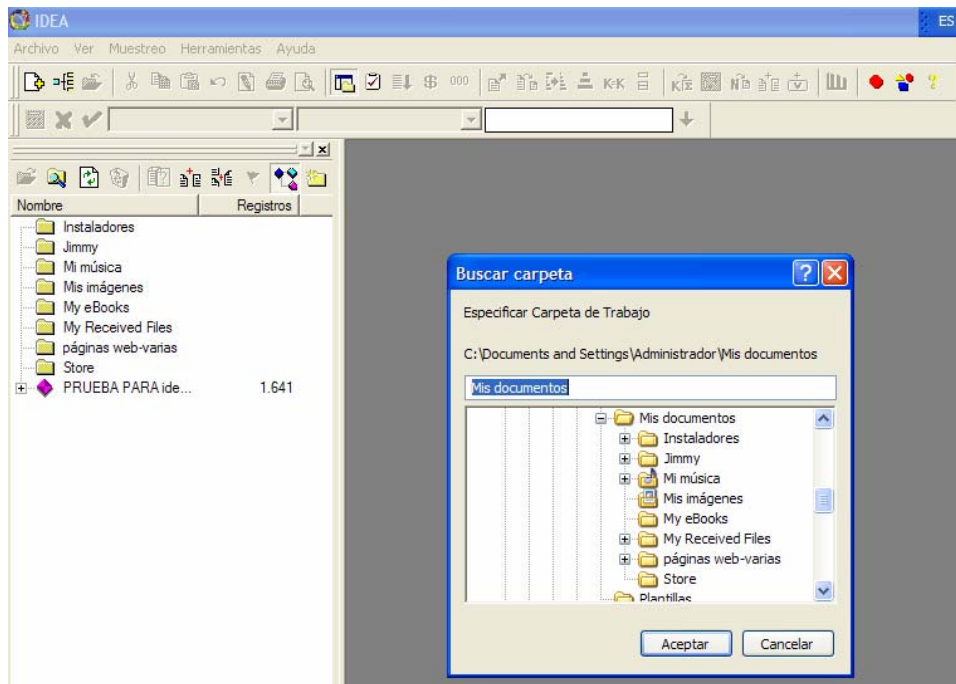 IDEA
ES
Archivo Ver Muestreo Herramientas Ayuda
Nombre Registros
Instaladores
Jimmy
Mi música
Mis imágenes
My eBooks
My Received Files
páginas web-varias
Store
PRUEBA PARA ide... 1.641
Buscar carpeta
Especificar Carpeta de Trabajo
C:\Documents and Settings\Administrador\Mis documentos
Mis documentos
Mis documentos
Instaladores
Jimmy
Mi música
Mis imágenes
My eBooks
My Received Files
páginas web-varias
Store
Plantillas
Aceptar Cancelar